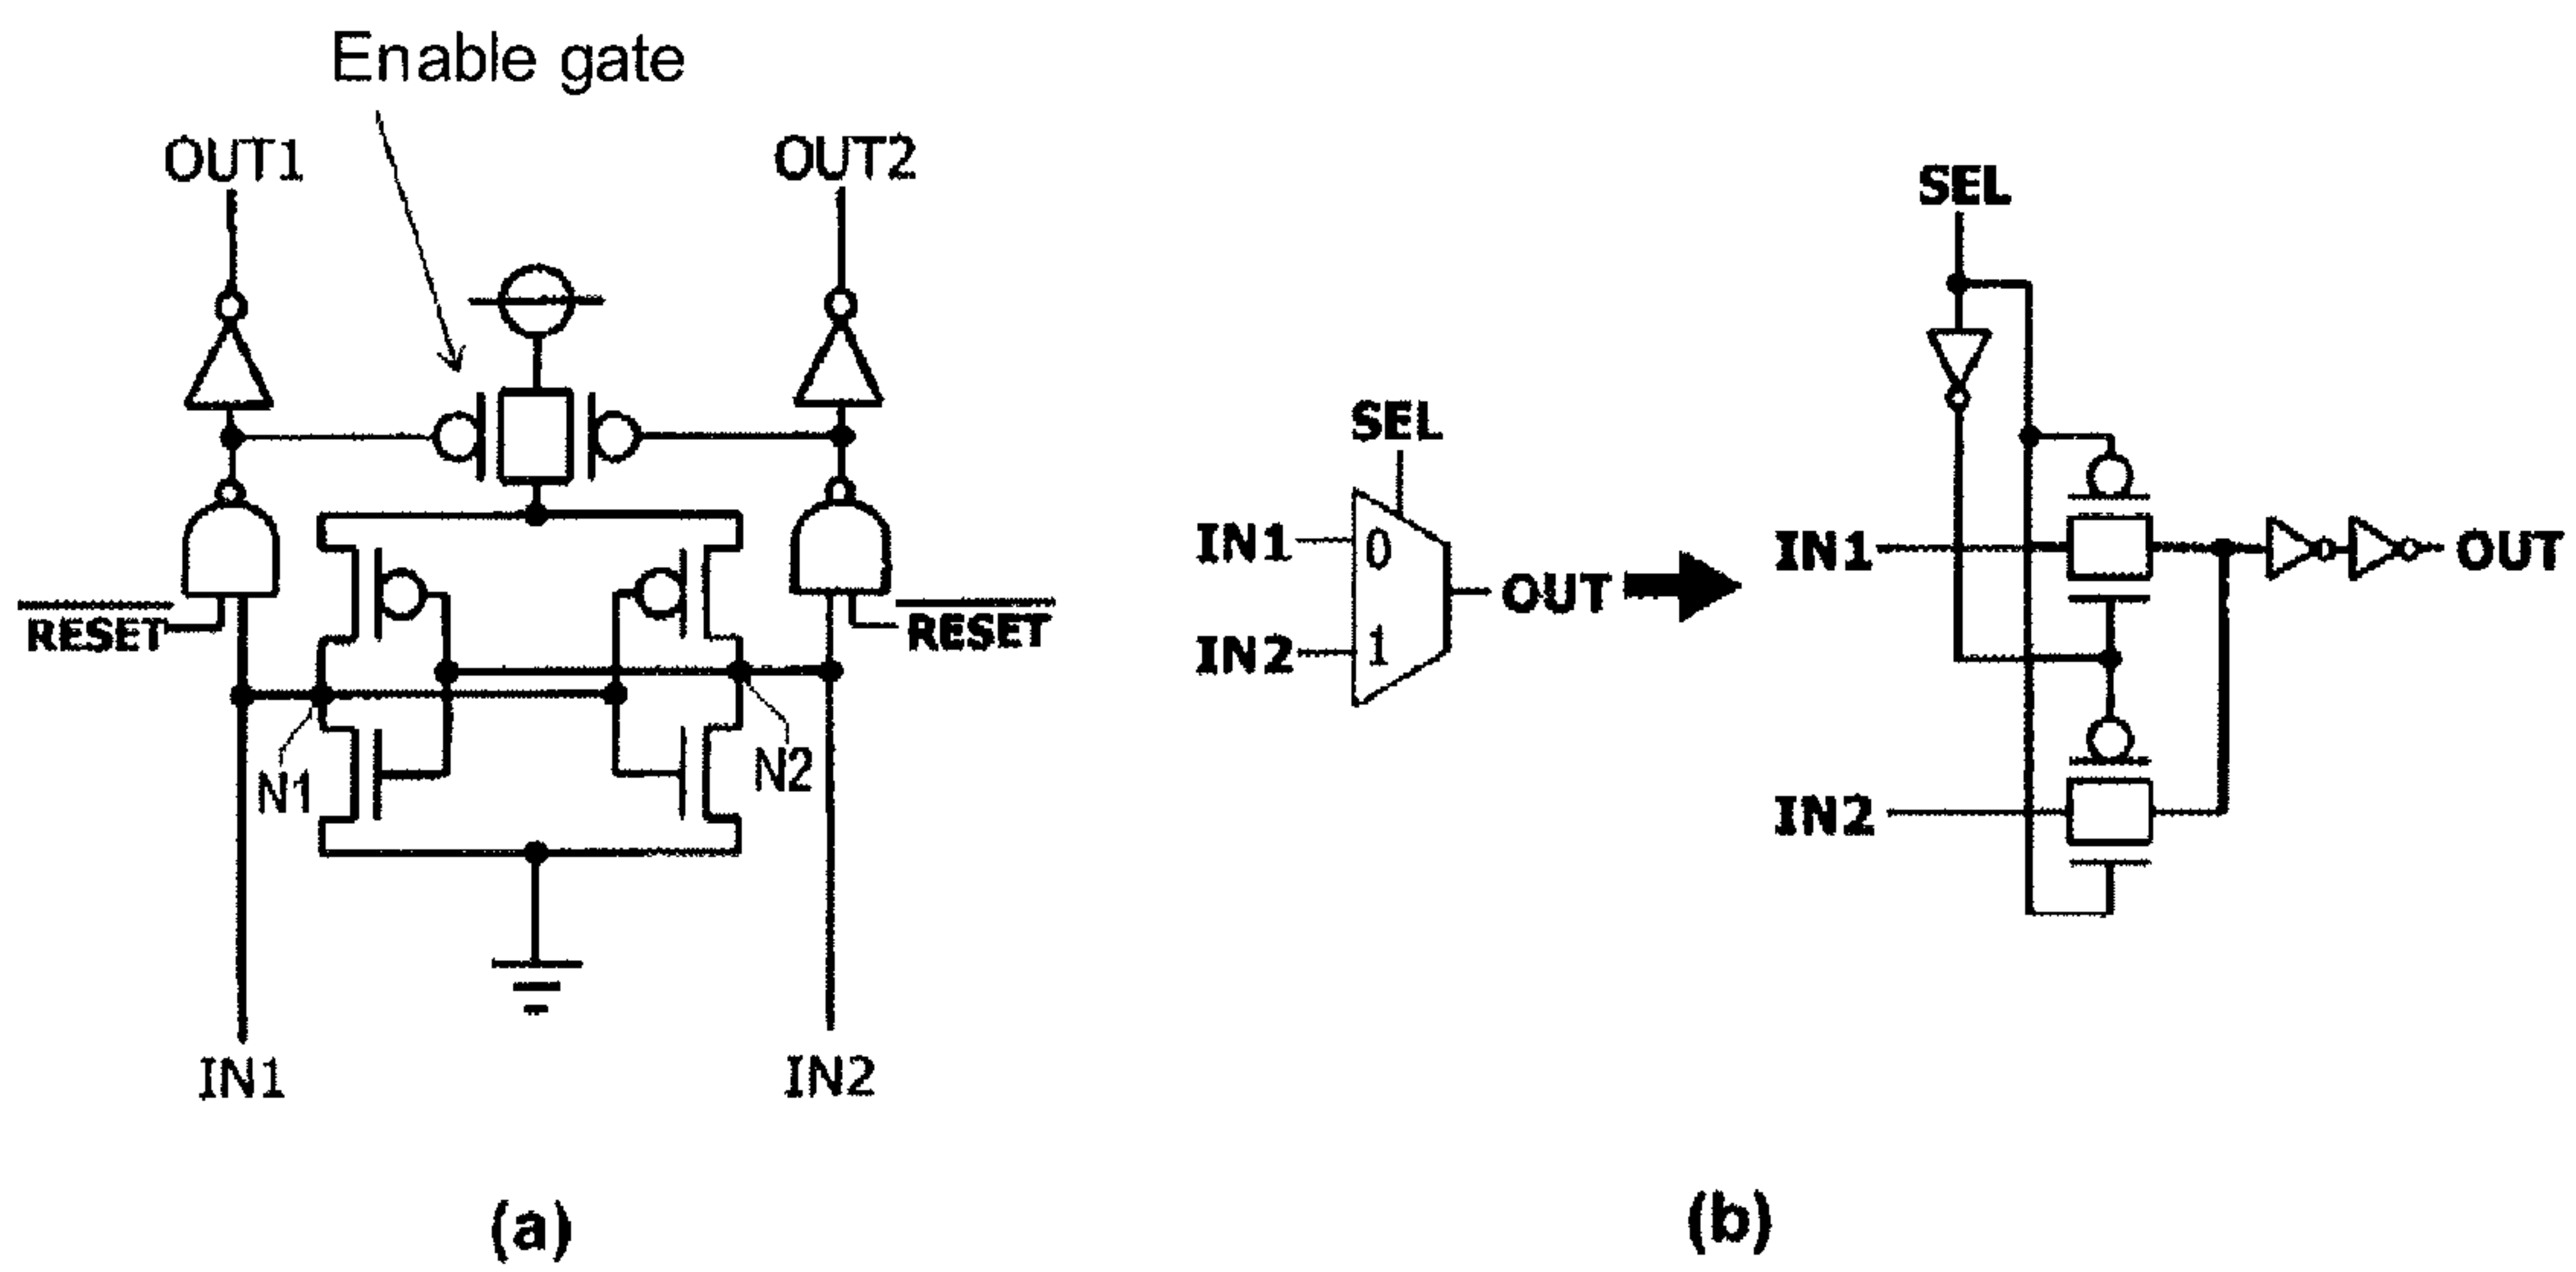 Enable gate
OUT1
OUT2
RESET
RESET
N1
N2
IN1
IN2
(a)
SEL
IN1
0
IN2
1
OUT
SEL
IN1
OUT
IN2
(b)